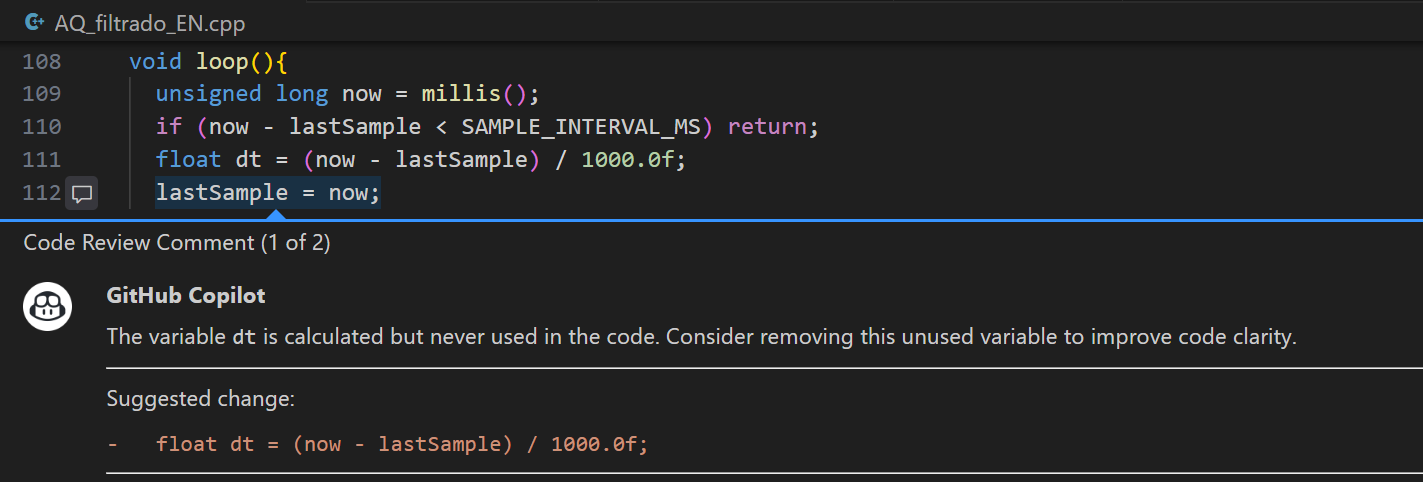 AQ_filtrado_EN.cpp
108 void loop(){
109 unsigned long now = millis();
110 if (now - lastSample < SAMPLE_INTERVAL_MS) return;
111 float dt = (now - lastSample) / 1000.0f;
112 lastSample = now;
Code Review Comment (1 of 2)
GitHub Copilot
The variable dt is calculated but never used in the code. Consider removing this unused variable to improve code clarity.
Suggested change:
- float dt = (now - lastSample) / 1000.0f;